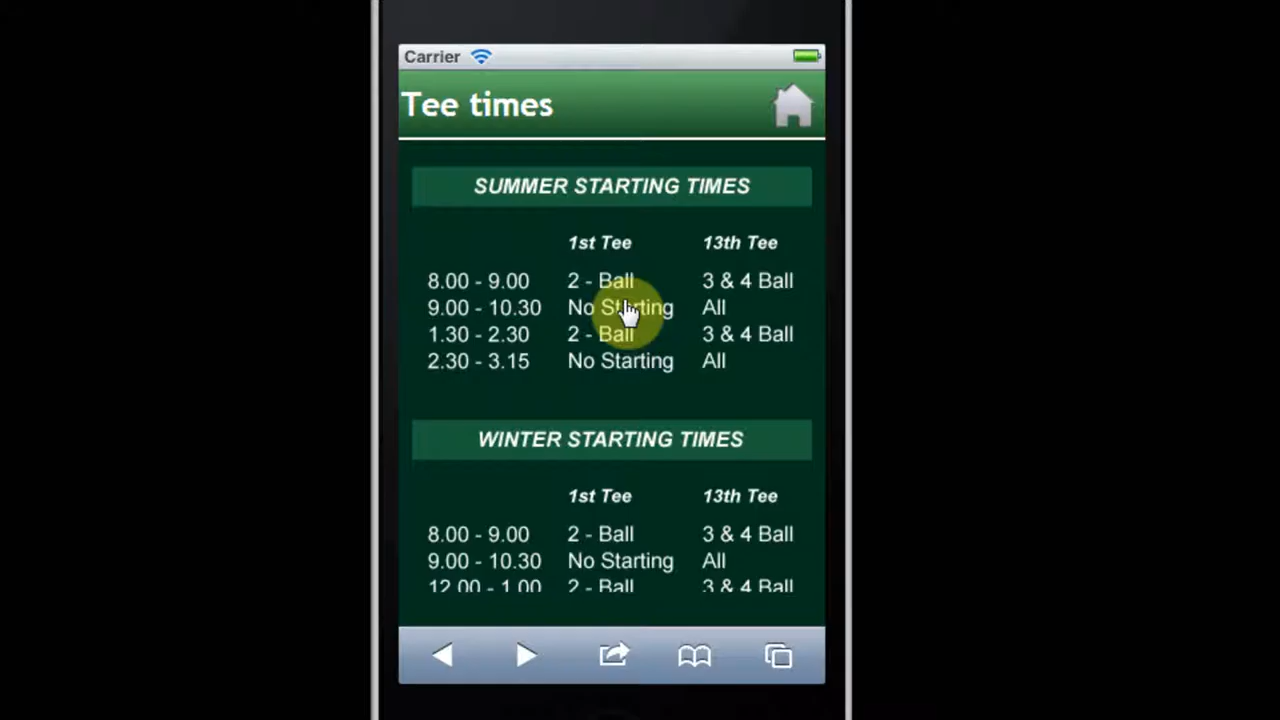 Carrier
Tee times
SUMMER STARTING TIMES
1st Tee 13th Tee
8.00 - 9.00 2 - Ball 3 & 4 Ball
9.00 - 10.30 No Starting All
1.30 - 2.30 2 - Ball 3 & 4 Ball
2.30 - 3.15 No Starting All
WINTER STARTING TIMES
1st Tee 13th Tee
8.00 - 9.00 2 - Ball 3 & 4 Ball
9.00 - 10.30 No Starting All
12.00 - 1.00 2 - Ball 3 & 4 Ball